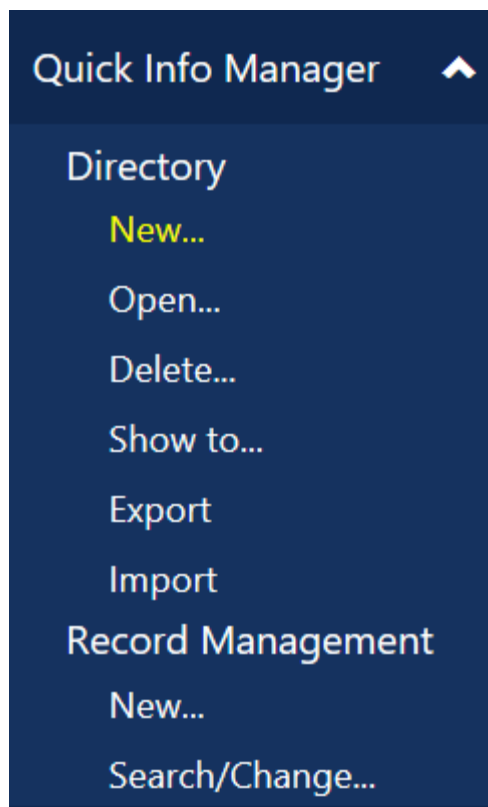 Quick Info Manager
Directory
New...
Open...
Delete...
Show to...
Export
Import
Record Management
New...
Search/Change...